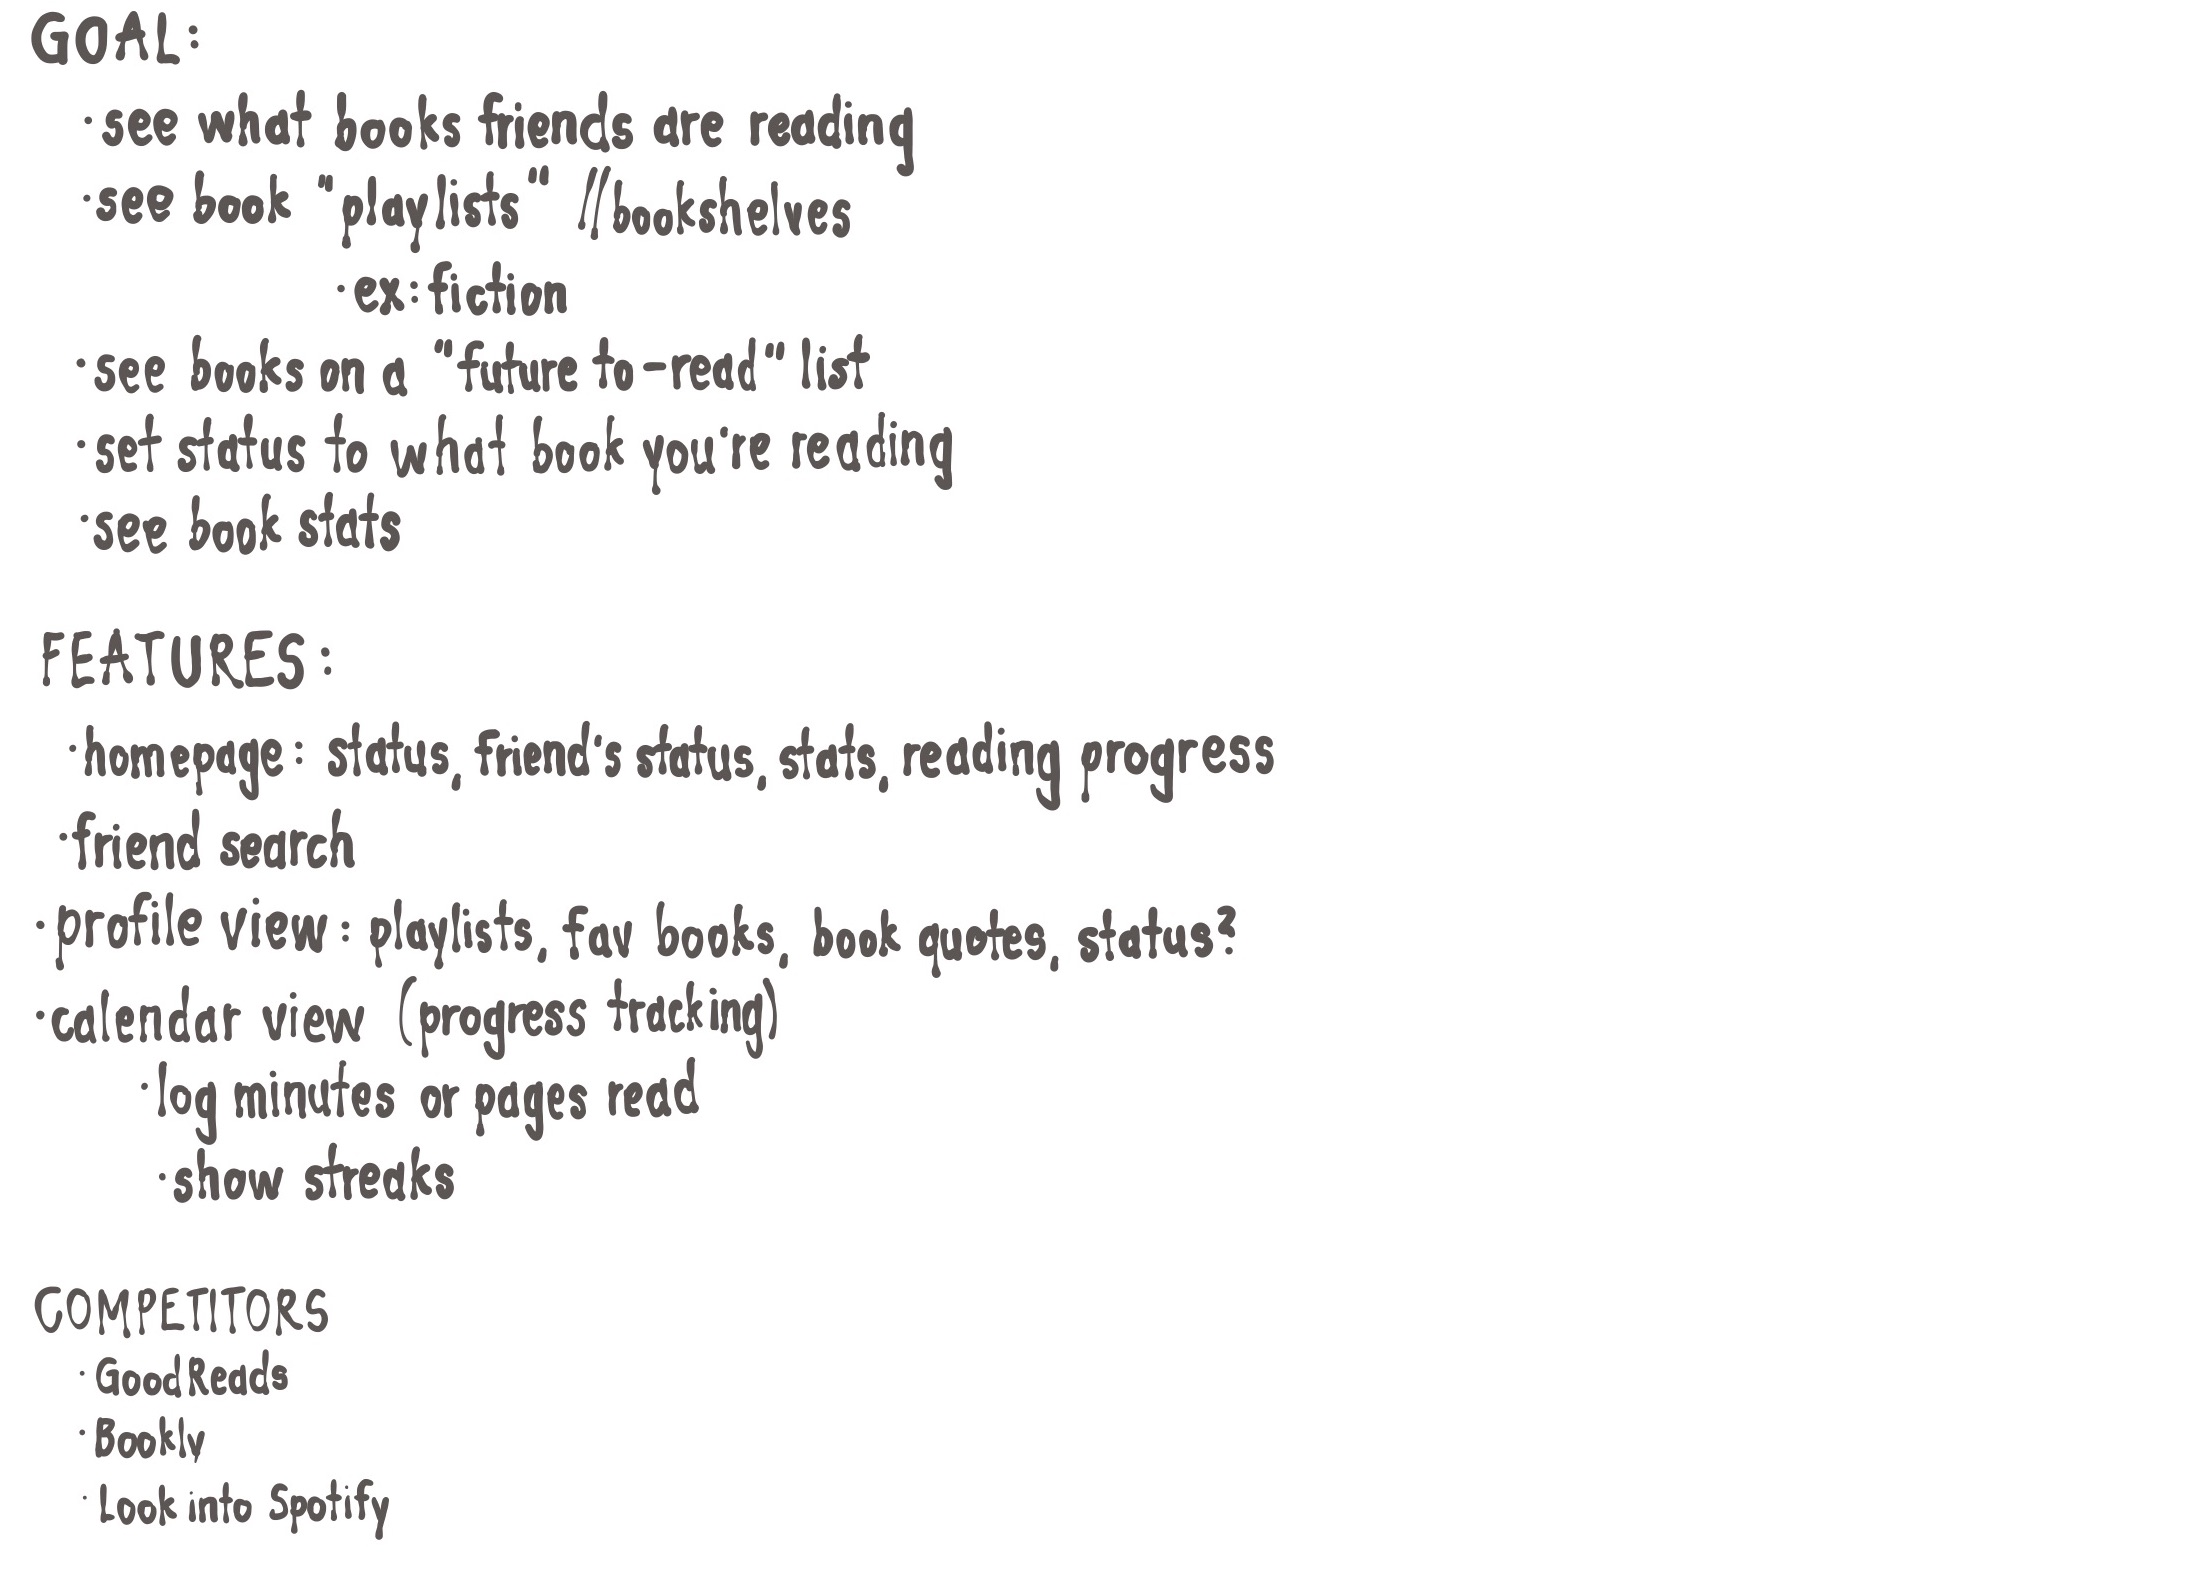 GOAL:
·see what books friends are reading
·see book "playlists" //bookshelves
·ex: fiction
·see books on a "future to-read" list
·set status to what book you're reading
·see book stats
FEATURES:
·homepage: status, friend's status, stats, reading progress
·friend search
·profile view: playlists, fav books, book quotes, status?
·calendar view (progress tracking)
·log minutes or pages read
·show streaks
COMPETITORS
·GoodReads
·Bookly
·Look into Spotify